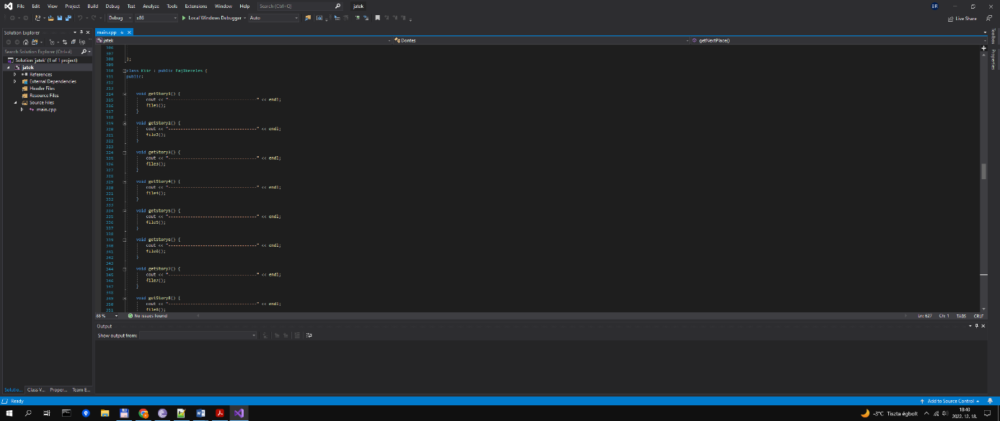 File Edit View Project Build Debug Test Analyze Tools Extensions Window Help Search (Ctrl+Q) jatek BR
Debug x86 Local Windows Debugger Auto Live Share
Solution Explorer
Search Solution Explorer (Ctrl+é)
Solution 'jatek' (1 of 1 project)
jatek
References
External Dependencies
Header Files
Resource Files
Source Files
main.cpp
Solutio... Class V... Proper... Team E...
main.cpp
jatek Dontes getNextPlace()
306
307
308 };
309
310 class Kiir : public Fajlkereles {
311 public:
312
313
314 void getStory1() {
315 cout << "------------------------------------" << endl;
316 file1();
317 }
318
319 void getStory2() {
320 cout << "------------------------------------" << endl;
321 file2();
322 }
323
324 void getStory3() {
325 cout << "------------------------------------" << endl;
326 file3();
327 }
328
329 void getStory4() {
330 cout << "------------------------------------" << endl;
331 file4();
332 }
333
334 void getStory5() {
335 cout << "------------------------------------" << endl;
336 file5();
337 }
338
339 void getStory6() {
340 cout << "------------------------------------" << endl;
341 file6();
342 }
343
344 void getStory7() {
345 cout << "------------------------------------" << endl;
346 file7();
347 }
348
349 void getStory8() {
350 cout << "------------------------------------" << endl;
351 file8();
88 % No issues found Ln: 627 Ch: 1 TABS CRLF
Output
Show output from:
Toolbox
Properties
Ready Add to Source Control
-3°C Tiszta égbolt 18:40
2022. 12. 18.